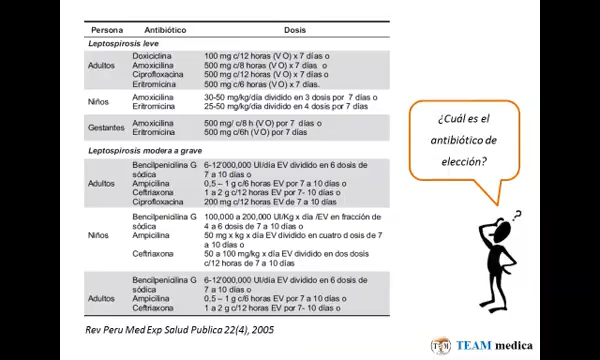 Persona Antibiótico Dosis
Leptospirosis leve
Adultos Doxiciclina 100 mg c/12 horas (V O) x 7 días o
Amoxicilina 500 mg c/8 horas (V O) x 7 días o
Ciprofloxacina 500 mg c/12 horas (V O) x 7 días o
Eritromicina 500 mg c/6 horas (V O) x 7 días.
Niños Amoxicilina 30-50 mg/kg/día dividido en 3 dosis por 7 días o
Eritromicina 25-50 mg/kg/día dividido en 4 dosis por 7 días
Gestantes Amoxicilina 500 mg/ c/8 h (V O) por 7 días o
Eritromicina 500 mg c/6h (V O) por 7 días
Leptospirosis modera a grave
Adultos Bencilpenicilina G sódica 6-12'000,000 UI/día EV dividido en 6 dosis de
7 a 10 días o
Ampicilina 0,5 – 1 g c/6 horas EV por 7 a 10 días o
Ceftriaxona 1 a 2 g c/12 horas EV por 7- 10 días o
Ciprofloxacina 200 mg c/12 horas EV de 7 a 10 días
Niños Bencilpenicilina G sódica 100,000 a 200,000 UI/Kg x día /EV en fracción de
4 a 6 dosis de 7 a 10 días o
Ampicilina 50 mg x kg x día EV dividido en cuatro d osis de 7
a 10 días o
Ceftriaxona 50 a 100 mg/kg x día EV dividido en dos dosis
c/12 horas de 7 a 10 días
Adultos Bencilpenicilina G sódica 6-12'000,000 UI/día EV dividido en 6 dosis de
7 a 10 días o
Ampicilina 0,5 – 1 g c/6 horas EV por 7 a 10 días o
Ceftriaxona 1 a 2 g c/12 horas EV por 7- 10 días o
Rev Peru Med Exp Salud Publica 22(4), 2005
¿Cuál es el
antibiótico de
elección?
?
TEAM medica